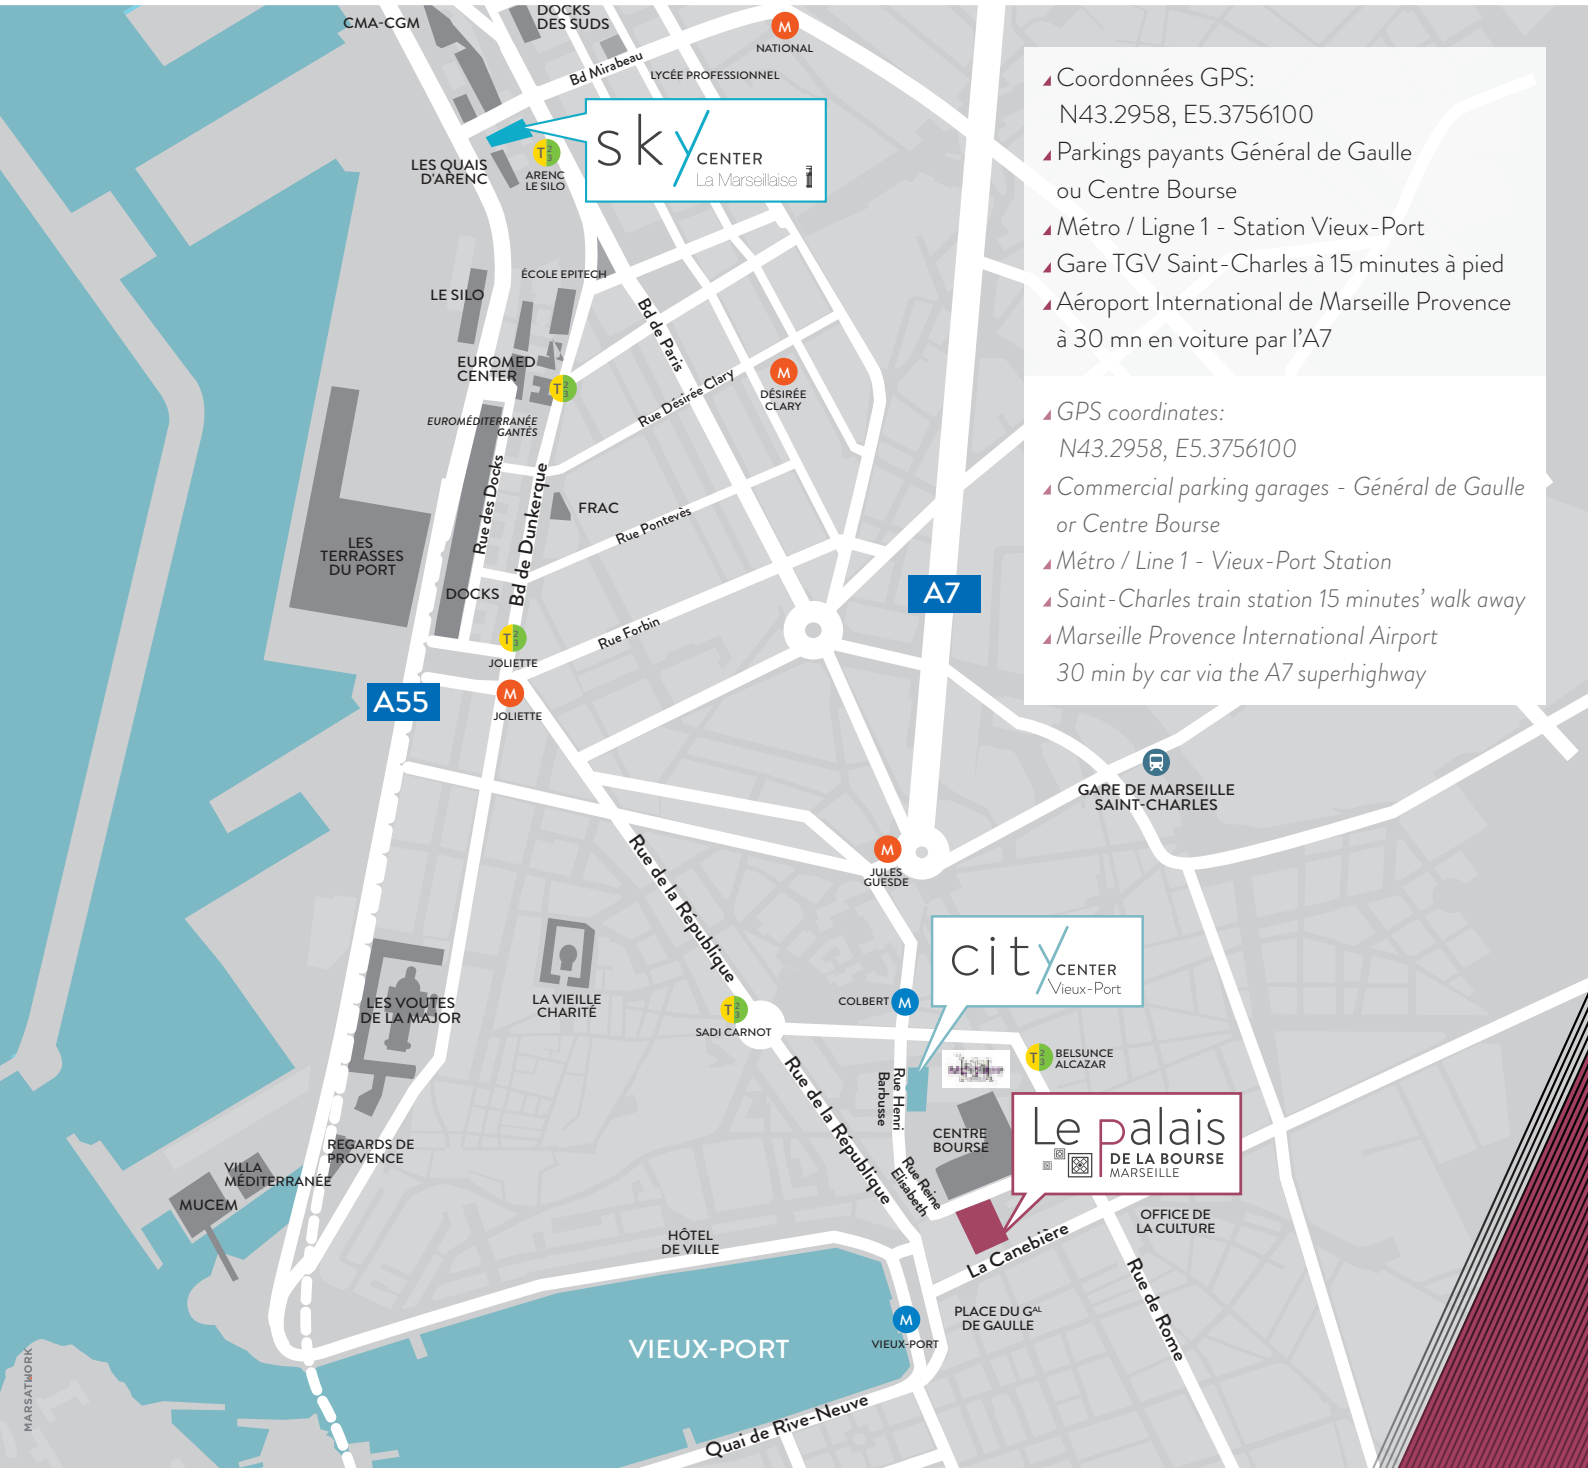 CMA-CGM
DOCKS
DES SUDS
M
NATIONAL
Bd Mirabeau
LYCÉE PROFESSIONNEL
sky
CENTER
La Marseillaise
LES QUAIS
D'ARENC
T 2 3
ARENC
LE SILO
Coordonnées GPS:
N43.2958, E5.3756100
Parkings payants Général de Gaulle
ou Centre Bourse
Métro / Ligne 1 - Station Vieux-Port
Gare TGV Saint-Charles à 15 minutes à pied
Aéroport International de Marseille Provence
à 30 mn en voiture par l'A7
GPS coordinates:
N43.2958, E5.3756100
Commercial parking garages - Général de Gaulle
or Centre Bourse
Métro / Line 1 - Vieux-Port Station
Saint-Charles train station 15 minutes' walk away
Marseille Provence International Airport
30 min by car via the A7 superhighway
ÉCOLE EPITECH
LE SILO
Bd de Paris
EUROMED
CENTER
T 2 3
M
DÉSIRÉE
CLARY
Rue Désirée Clary
EUROMÉDITERRANÉE
GANTÈS
Rue des Docks
Bd de Dunkerque
FRAC
Rue Pontevès
LES
TERRASSES
DU PORT
DOCKS
A7
Rue Forbin
T 2 3
JOLIETTE
A55
M
JOLIETTE
GARE DE MARSEILLE
SAINT-CHARLES
Rue de la République
M
JULES
GUESDE
city
CENTER
Vieux-Port
LES VOUTES
DE LA MAJOR
LA VIEILLE
CHARITÉ
T 2 3
SADI CARNOT
COLBERT
M
T 2 3
BELSUNCE
ALCAZAR
Rue de la République
Rue Henri
Barbusse
CENTRE
BOURSE
Le palais
DE LA BOURSE
MARSEILLE
REGARDS DE
PROVENCE
VILLA
MÉDITERRANÉE
MUCEM
Rue Reine
Elisabeth
OFFICE DE
LA CULTURE
HÔTEL
DE VILLE
La Canebière
Rue de Rome
PLACE DU GAL
DE GAULLE
M
VIEUX-PORT
VIEUX-PORT
Quai de Rive-Neuve
MARSATWORK